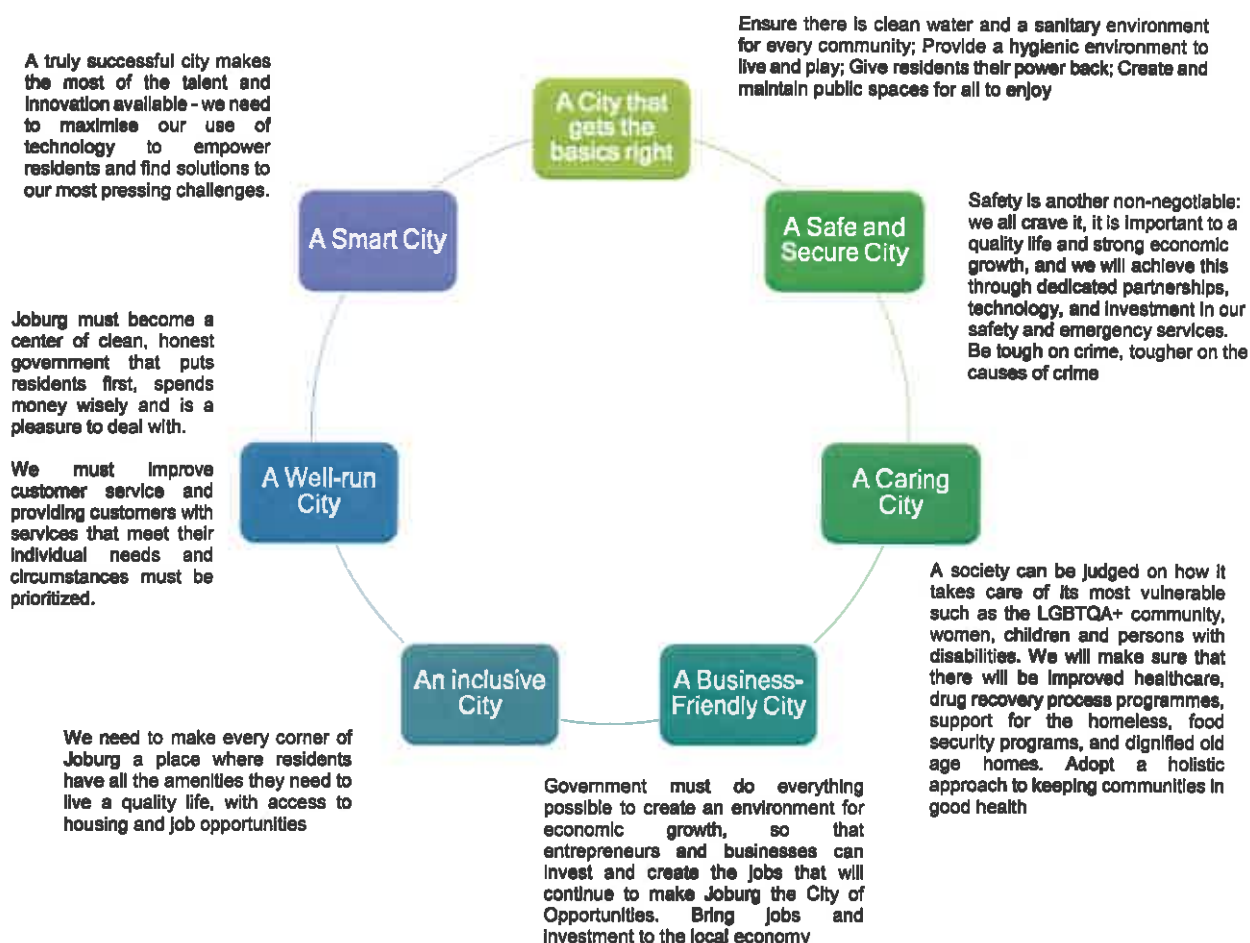 A City that
gets the
basics right
Ensure there is clean water and a sanitary environment
for every community; Provide a hygienic environment to
live and play; Give residents their power back; Create and
maintain public spaces for all to enjoy
A Safe and
Secure City
Safety is another non-negotiable:
we all crave it, it is important to a
quality life and strong economic
growth, and we will achieve this
through dedicated partnerships,
technology, and investment in our
safety and emergency services.
Be tough on crime, tougher on the
causes of crime
A Caring
City
A society can be judged on how it
takes care of its most vulnerable
such as the LGBTQA+ community,
women, children and persons with
disabilities. We will make sure that
there will be improved healthcare,
drug recovery process programmes,
support for the homeless, food
security programs, and dignified old
age homes. Adopt a holistic
approach to keeping communities in
good health
A Business-
Friendly City
Government must do everything
possible to create an environment for
economic growth, so that
entrepreneurs and businesses can
invest and create the jobs that will
continue to make Joburg the City of
Opportunities. Bring jobs and
investment to the local economy
An inclusive
City
We need to make every corner of
Joburg a place where residents
have all the amenities they need to
live a quality life, with access to
housing and job opportunities
A Well-run
City
Joburg must become a
center of clean, honest
government that puts
residents first, spends
money wisely and is a
pleasure to deal with.
We must improve
customer service and
providing customers with
services that meet their
individual needs and
circumstances must be
prioritized.
A Smart City
A truly successful city makes
the most of the talent and
innovation available - we need
to maximise our use of
technology to empower
residents and find solutions to
our most pressing challenges.